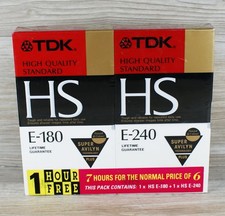 TDK
HIGH QUALITY
STANDARD
HS
E-180
LIFETIME
GUARANTEE
SUPER
AVILYN
TDK
HIGH QUALITY
STANDARD
HS
E-240
LIFETIME
GUARANTEE
SUPER
AVILYN
1 HOUR
FREE
7 HOURS FOR THE NORMAL PRICE OF 6
THIS PACK CONTAINS: 1 x HS E-180 + 1 x HS E-240